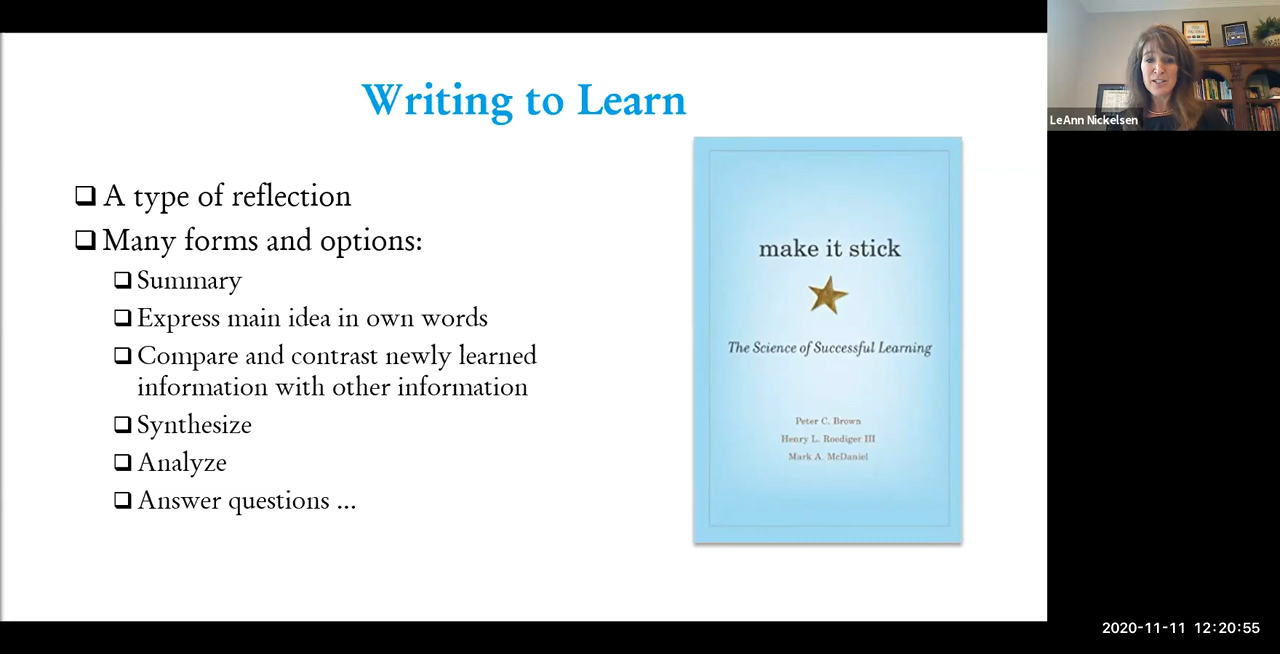 Writing to Learn
A type of reflection
Many forms and options:
Summary
Express main idea in own words
Compare and contrast newly learned
information with other information
Synthesize
Analyze
Answer questions ...
make it stick
The Science of Successful Learning
Peter C. Brown
Henry L. Roediger III
Mark A. McDaniel
LeAnn Nickelsen
2020-11-11 12:20:55